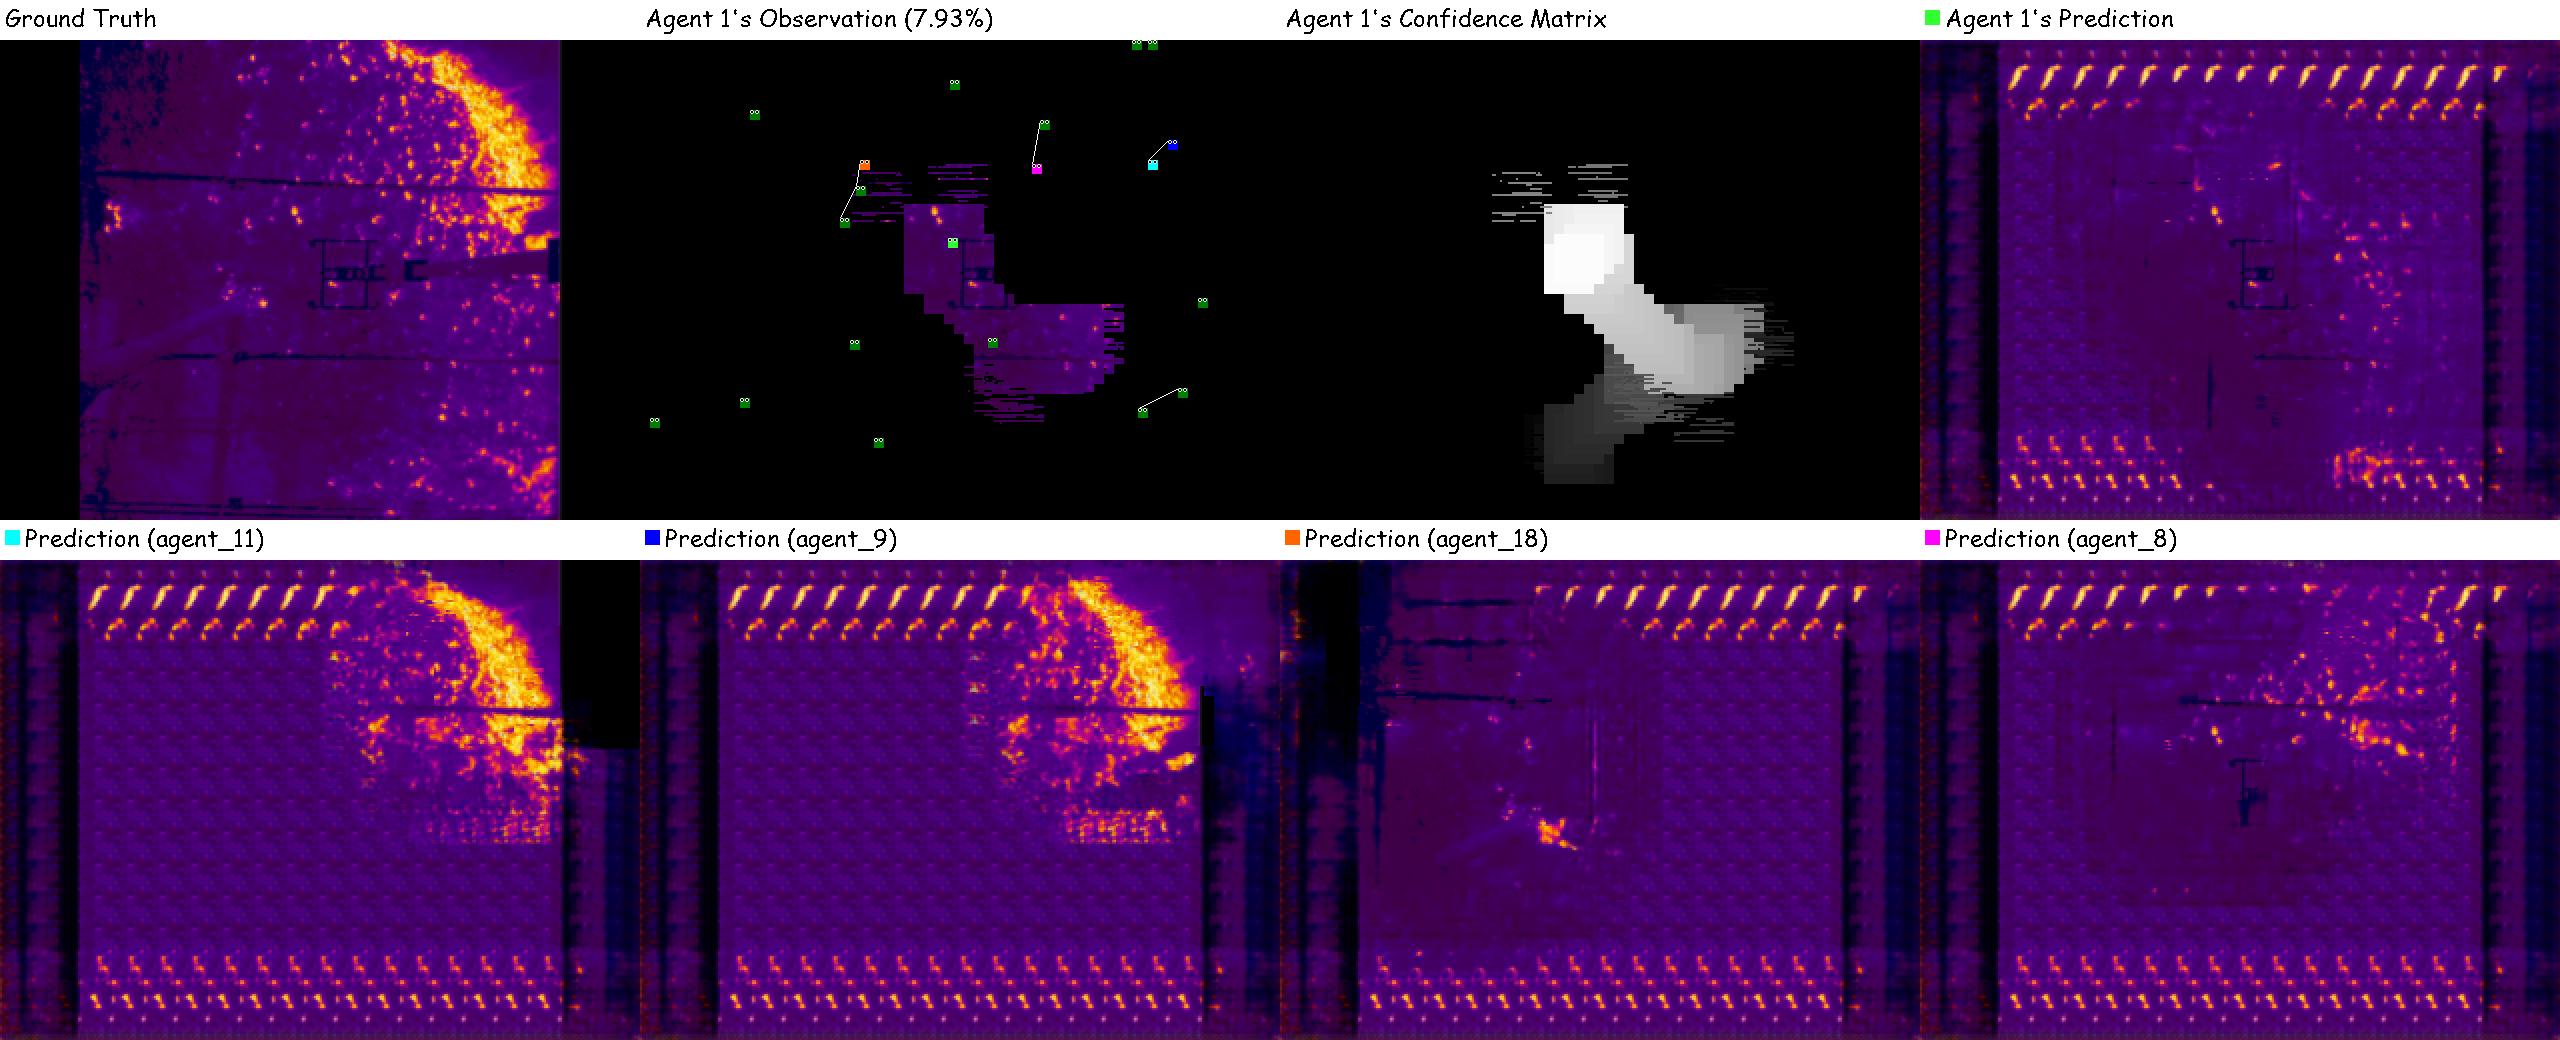 Ground Truth
Agent 1's Observation (7.93%)
Agent 1's Confidence Matrix
Agent 1's Prediction
Prediction (agent_11)
Prediction (agent_9)
Prediction (agent_18)
Prediction (agent_8)